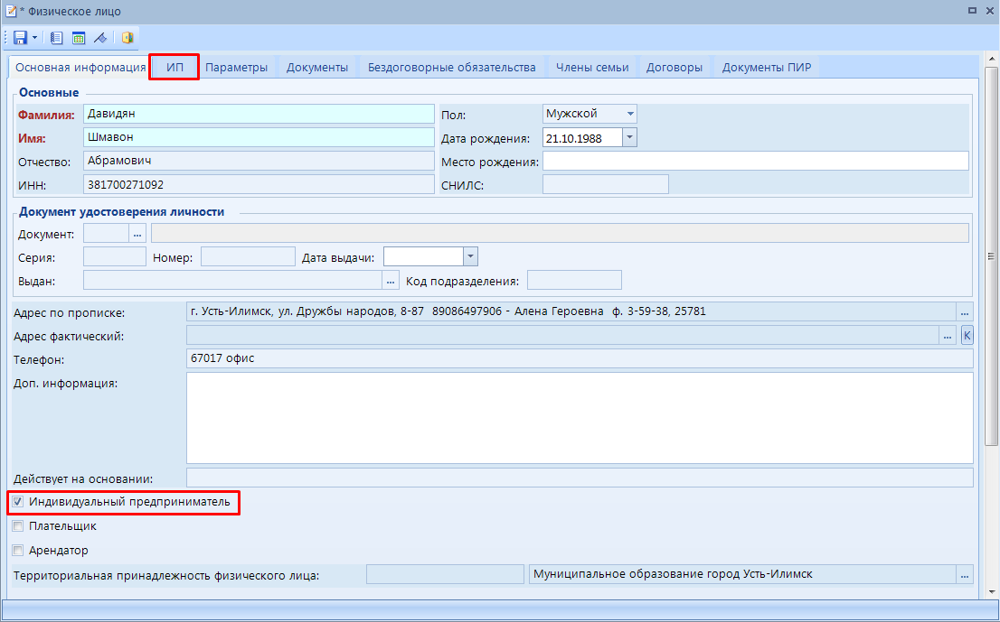 * Физическое лицо
Основная информация ИП Параметры Документы Бездоговорные обязательства Члены семьи Договоры Документы ПИР
Основные
Фамилия: Давидян Пол: Мужской
Имя: Шмавон Дата рождения: 21.10.1988
Отчество: Абрамович Место рождения:
ИНН: 381700271092 СНИЛС:
Документ удостоверения личности
Документ: ...
Серия: Номер: Дата выдачи:
Выдан: ... Код подразделения:
Адрес по прописке: г. Усть-Илимск, ул. Дружбы народов, 8-87 89086497906 - Алена Героевна ф. 3-59-38, 25781 ...
Адрес фактический: ... К
Телефон: 67017 офис
Доп. информация:
Действует на основании:
Индивидуальный предприниматель
Плательщик
Арендатор
Территориальная принадлежность физического лица: Муниципальное образование город Усть-Илимск ...